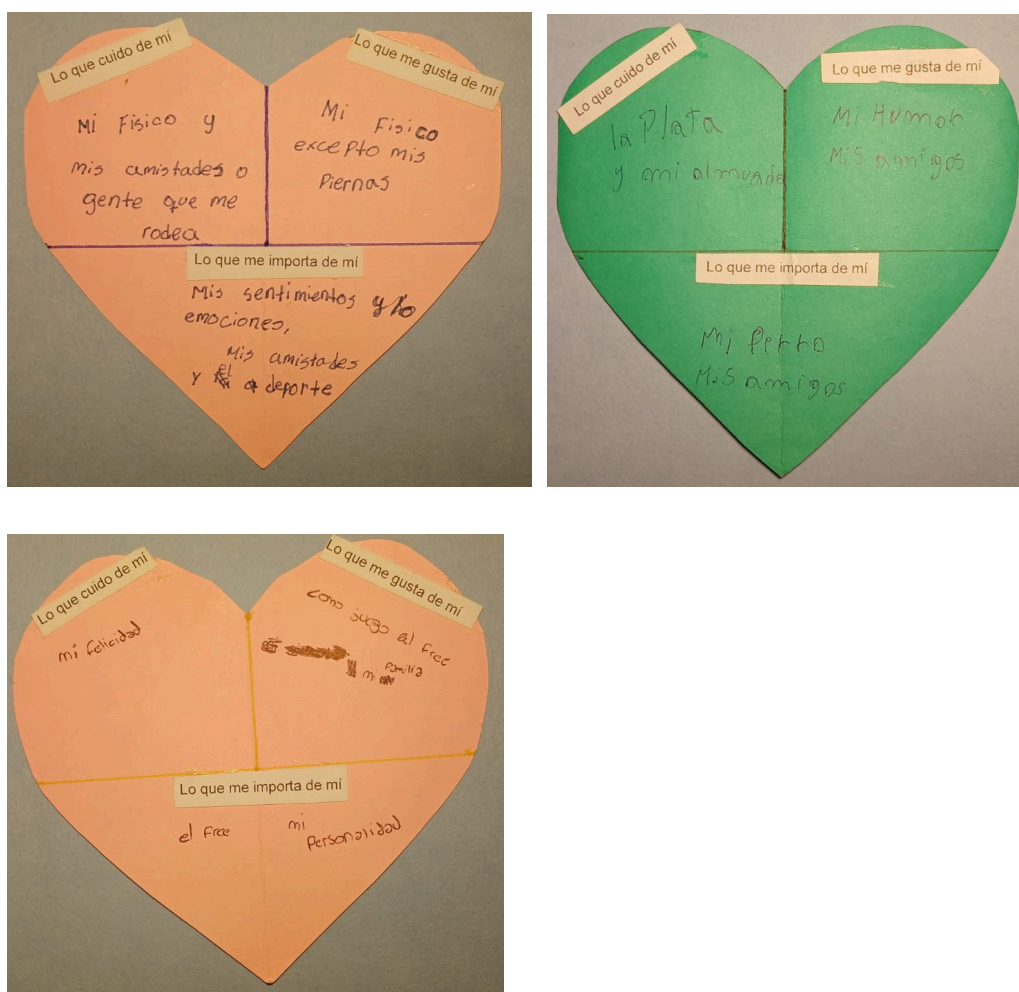 Lo que cuido de mí
Mi Fisico y
mis amistades o
gente que me
rodea
Lo que me gusta de mí
Mi Fisico
excepto mis
Piernas
Lo que me importa de mí
Mis sentimientos y/o
emociones,
Mis amistades
y el deporte
Lo que cuido de mí
la Plata
y mi almuada
Lo que me gusta de mí
Mi Humor
Mis amigos
Lo que me importa de mí
Mi Perro
Mis amigos
Lo que cuido de mí
mi felicidad
Lo que me gusta de mí
como juego al free
mi familia
Lo que me importa de mí
el Free
mi
Personalidad